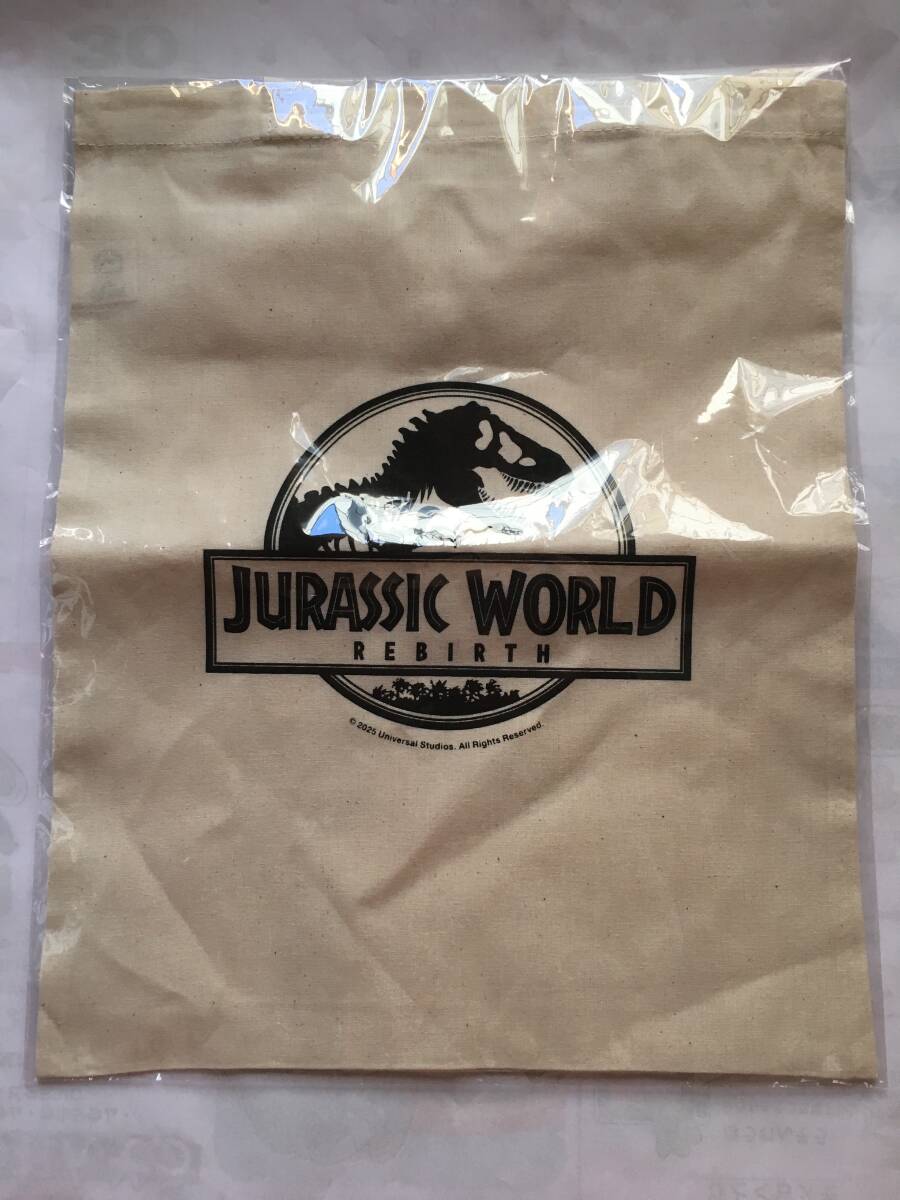 JURASSIC WORLD
REBIRTH
© 2025 Universal Studios. All Rights Reserved.